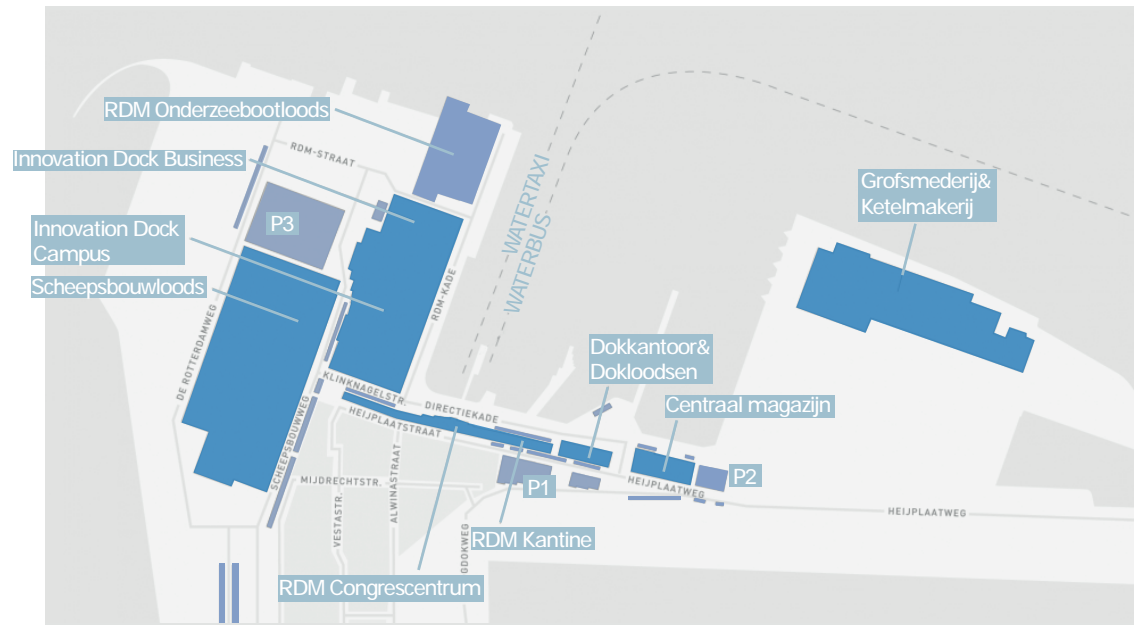 RDM Onderzeebootloods
RDM-STRAAT
Innovation Dock Business
P3
Innovation Dock
Campus
Scheepsbouwloods
DE ROTTERDAMWEG
RDM-KADE
WATERTAXI
WATERBUS
Grofsmederij&
Ketelmakerij
Dokkantoor&
Dokloodsen
Centraal magazijn
KLINKNAGELSTR.
DIRECTIEKADE
HEIJPLAATSTRAAT
SCHEEPSBOUWWEG
MIJDRECHTSTR.
VESTASTR.
ALWINASTRAAT
P1
HEIJPLAATWEG
P2
HEIJPLAATWEG
GDOKWEG
RDM Kantine
RDM Congrescentrum